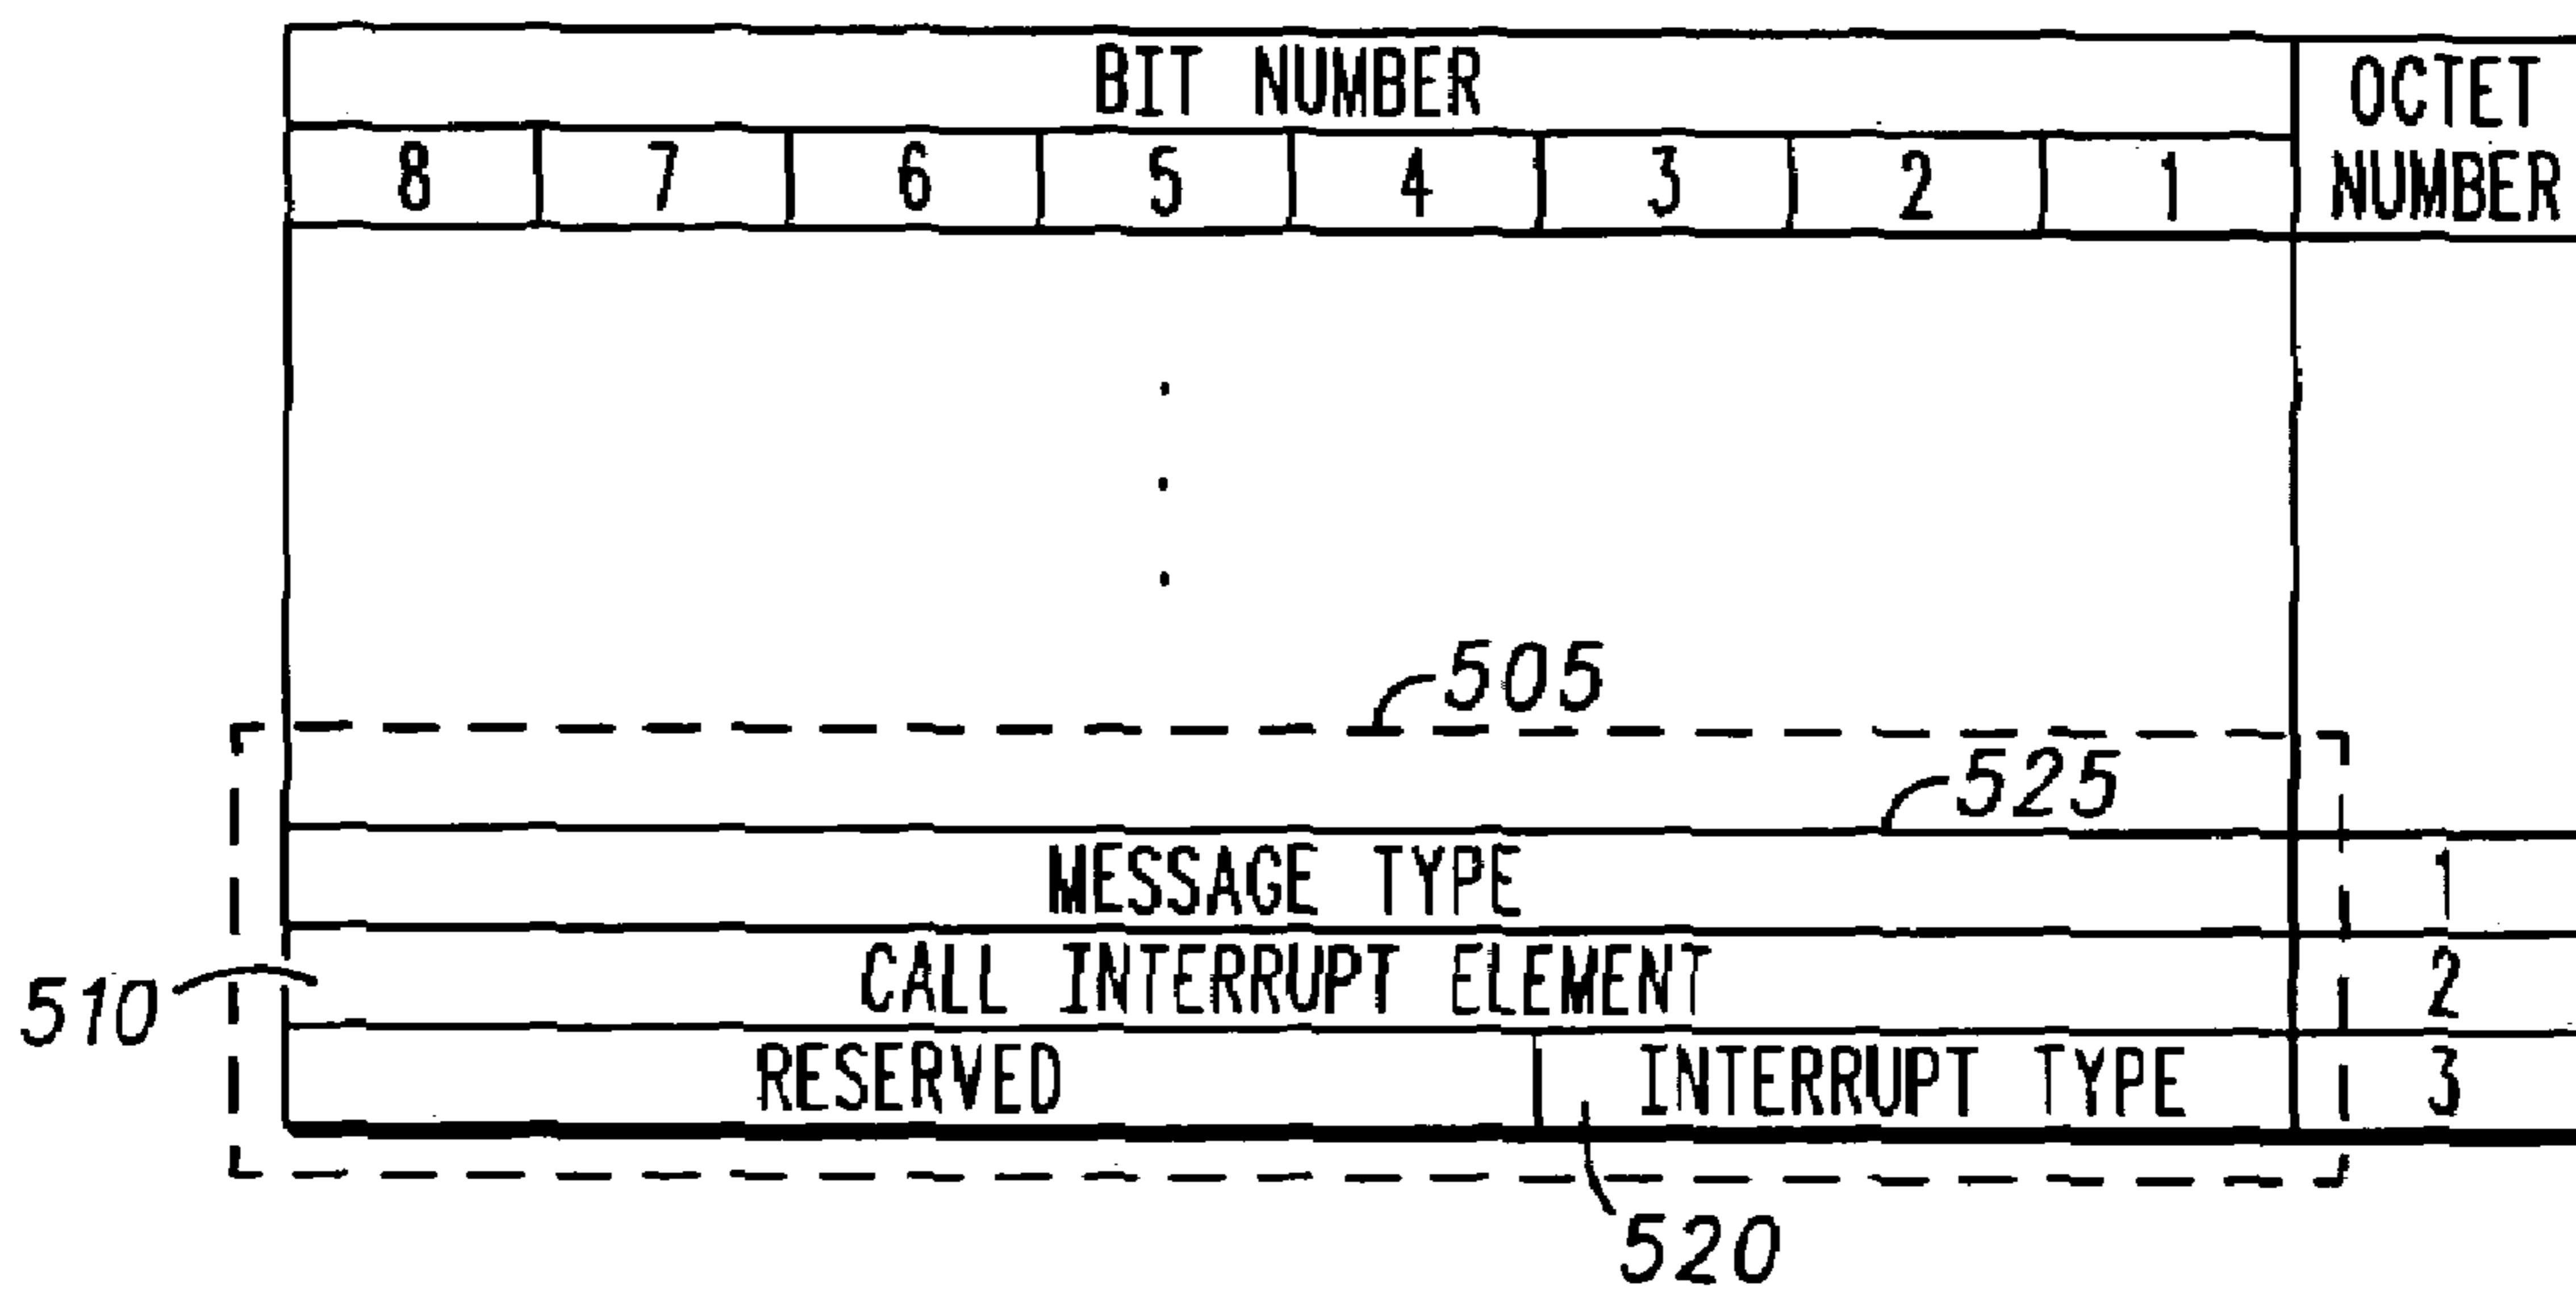 BIT NUMBER
OCTET NUMBER
8 7 6 5 4 3 2 1
505
525
MESSAGE TYPE 1
510
CALL INTERRUPT ELEMENT 2
RESERVED INTERRUPT TYPE 3
520